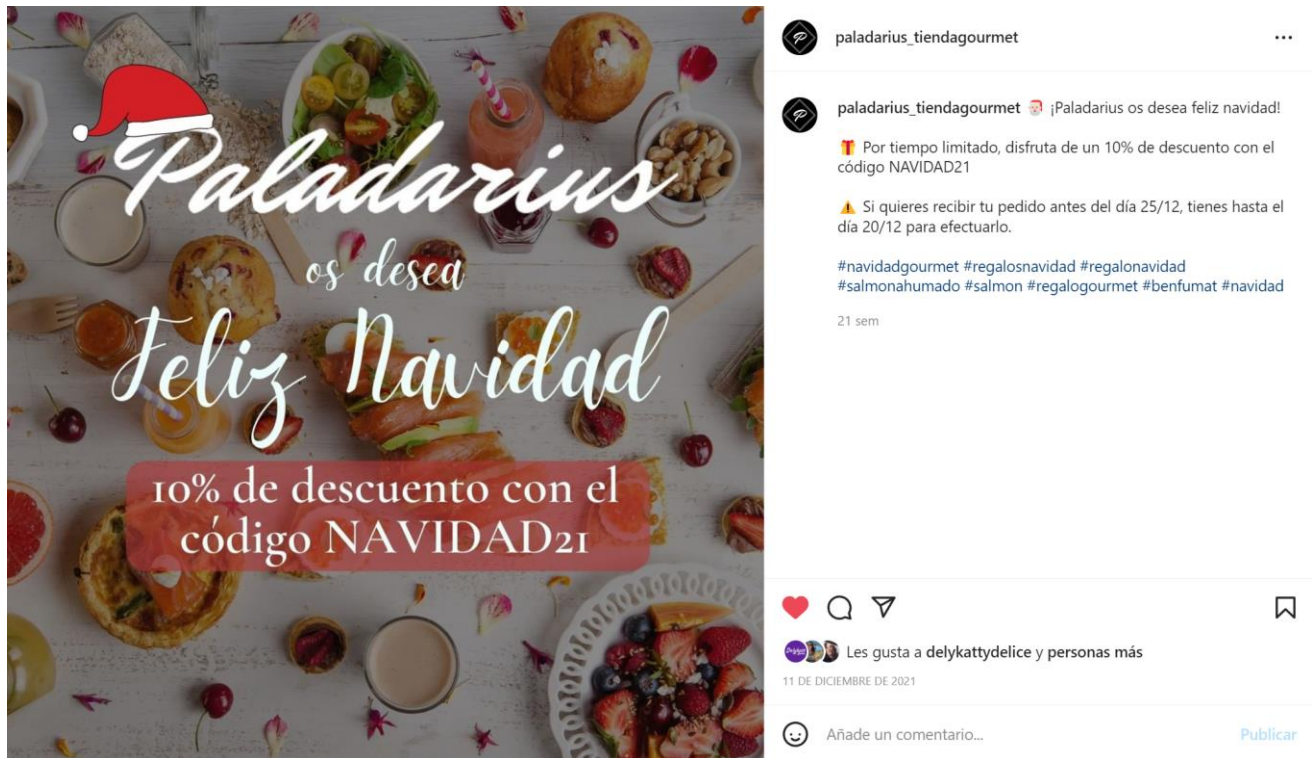 Paladarius
os desea
Feliz Navidad
10% de descuento con el
código NAVIDAD21
paladarius_tiendagourmet
paladarius_tiendagourmet 🎅 ¡Paladarius os desea feliz navidad!
🎁 Por tiempo limitado, disfruta de un 10% de descuento con el
código NAVIDAD21
⚠️ Si quieres recibir tu pedido antes del día 25/12, tienes hasta el
día 20/12 para efectuarlo.
#navidadgourmet #regalosnavidad #regalonavidad
#salmonahumado #salmon #regalogourmet #benfumat #navidad
21 sem
Les gusta a delykattydelice y personas más
11 DE DICIEMBRE DE 2021
Añade un comentario...
Publicar